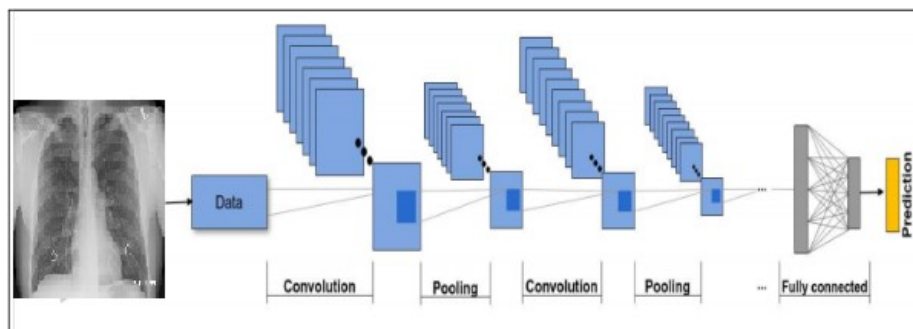 Data
Prediction
Convolution
Pooling
Convolution
Pooling
...
Fully connected